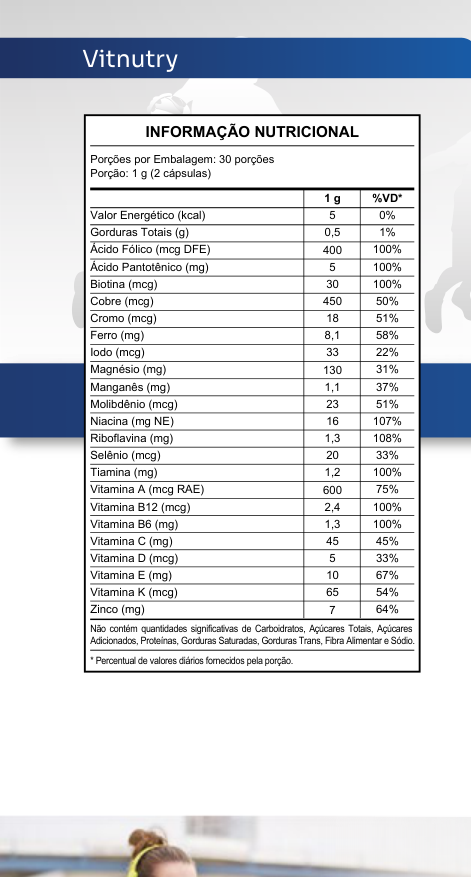 Vitnutry
INFORMAÇÃO NUTRICIONAL
Porções por Embalagem: 30 porções
Porção: 1 g (2 cápsulas)
1 g %VD*
Valor Energético (kcal) 5 0%
Gorduras Totais (g) 0,5 1%
Ácido Fólico (mcg DFE) 400 100%
Ácido Pantotênico (mg) 5 100%
Biotina (mcg) 30 100%
Cobre (mcg) 450 50%
Cromo (mcg) 18 51%
Ferro (mg) 8,1 58%
Iodo (mcg) 33 22%
Magnésio (mg) 130 31%
Manganês (mg) 1,1 37%
Molibdênio (mcg) 23 51%
Niacina (mg NE) 16 107%
Riboflavina (mg) 1,3 108%
Selênio (mcg) 20 33%
Tiamina (mg) 1,2 100%
Vitamina A (mcg RAE) 600 75%
Vitamina B12 (mcg) 2,4 100%
Vitamina B6 (mg) 1,3 100%
Vitamina C (mg) 45 45%
Vitamina D (mcg) 5 33%
Vitamina E (mg) 10 67%
Vitamina K (mcg) 65 54%
Zinco (mg) 7 64%
Não contém quantidades significativas de Carboidratos, Açúcares Totais, Açúcares
Adicionados, Proteínas, Gorduras Saturadas, Gorduras Trans, Fibra Alimentar e Sódio.
* Percentual de valores diários fornecidos pela porção.